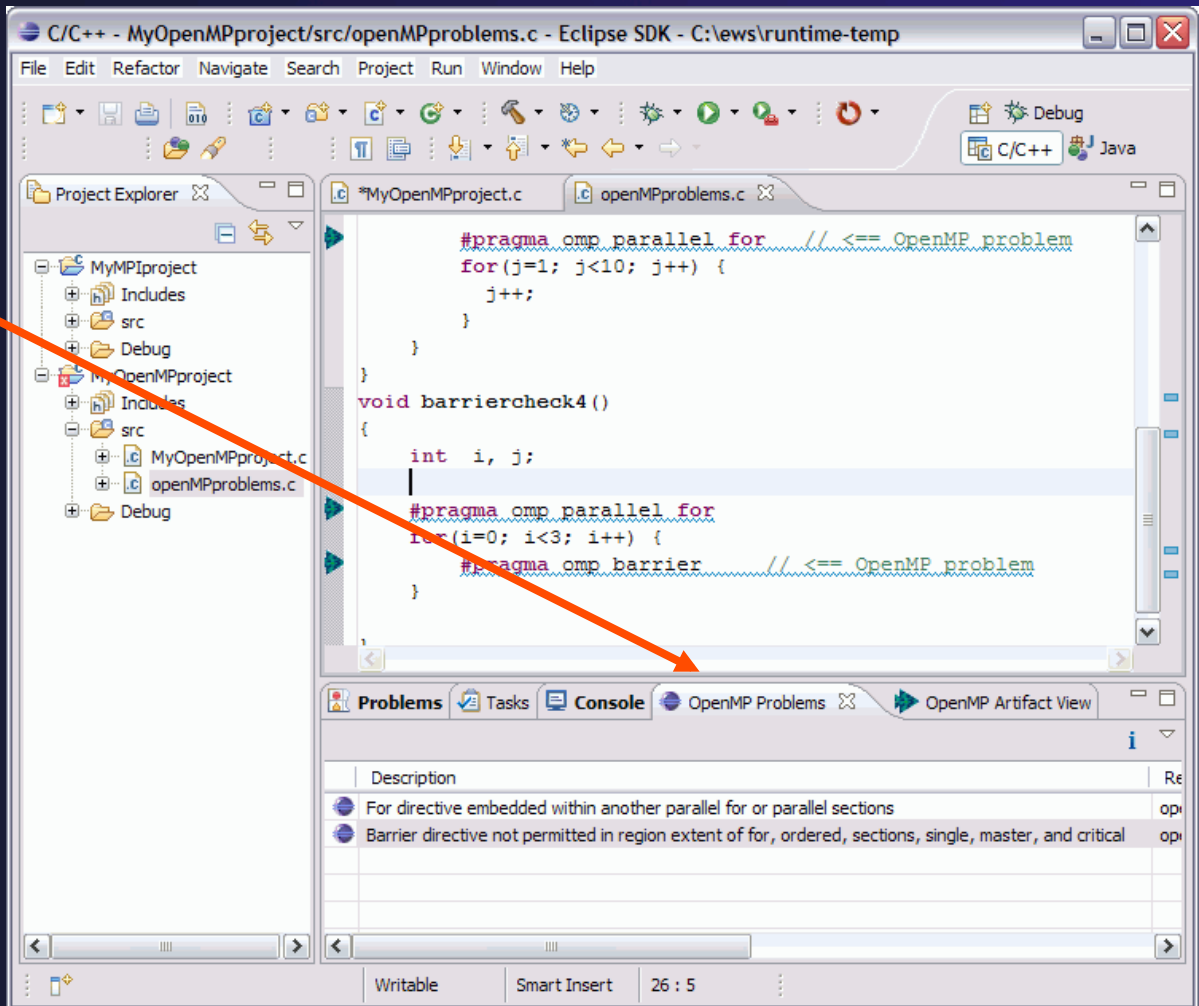 C/C++ - MyOpenMPproject/src/openMPproblems.c - Eclipse SDK - C:\ews\runtime-temp
File Edit Refactor Navigate Search Project Run Window Help
010
Debug
C/C++
Java
Project Explorer
MyMPIproject
Includes
src
Debug
MyOpenMPproject
Includes
src
MyOpenMPproject.c
openMPproblems.c
Debug
*MyOpenMPproject.c
openMPproblems.c
#pragma omp parallel for // <== OpenMP problem
for(j=1; j<10; j++) {
j++;
}
}
}
void barriercheck4()
{
int i, j;
#pragma omp parallel for
for(i=0; i<3; i++) {
#pragma omp barrier // <== OpenMP problem
}
}
Problems
Tasks
Console
OpenMP Problems
OpenMP Artifact View
i
Description Re
For directive embedded within another parallel for or parallel sections
Barrier directive not permitted in region extent of for, ordered, sections, single, master, and critical
Writable
Smart Insert
26 : 5